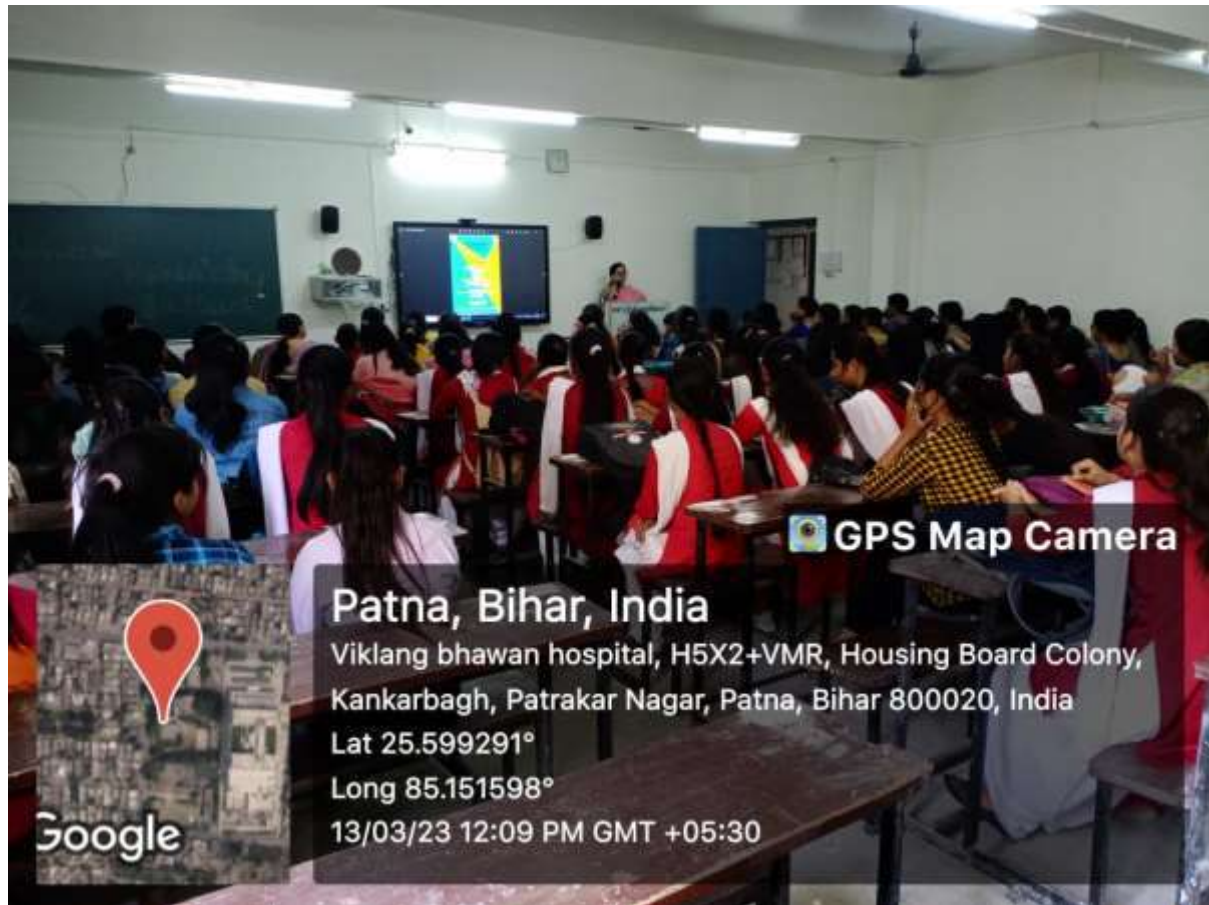 GPS Map Camera
Patna, Bihar, India
Viklang bhawan hospital, H5X2+VMR, Housing Board Colony,
Kankarbagh, Patrakar Nagar, Patna, Bihar 800020, India
Lat 25.599291°
Long 85.151598°
13/03/23 12:09 PM GMT +05:30
Google